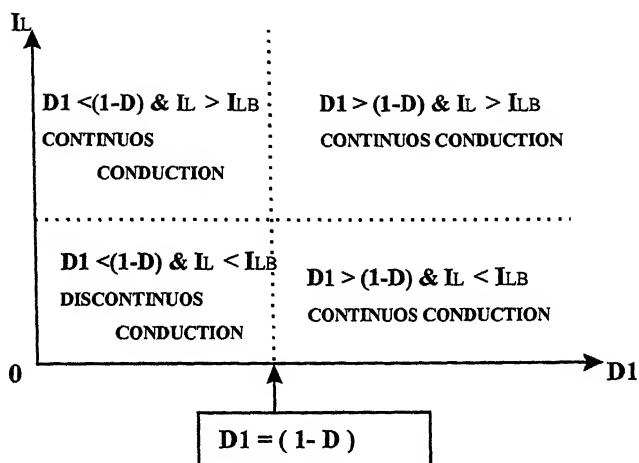 IL
D1 <(1-D) & IL > ILB
CONTINUOS
CONDUCTION
D1 > (1-D) & IL > ILB
CONTINUOS CONDUCTION
D1 <(1-D) & IL < ILB
DISCONTINUOS
CONDUCTION
D1 > (1-D) & IL < ILB
CONTINUOS CONDUCTION
0
D1
D1 = ( 1- D )